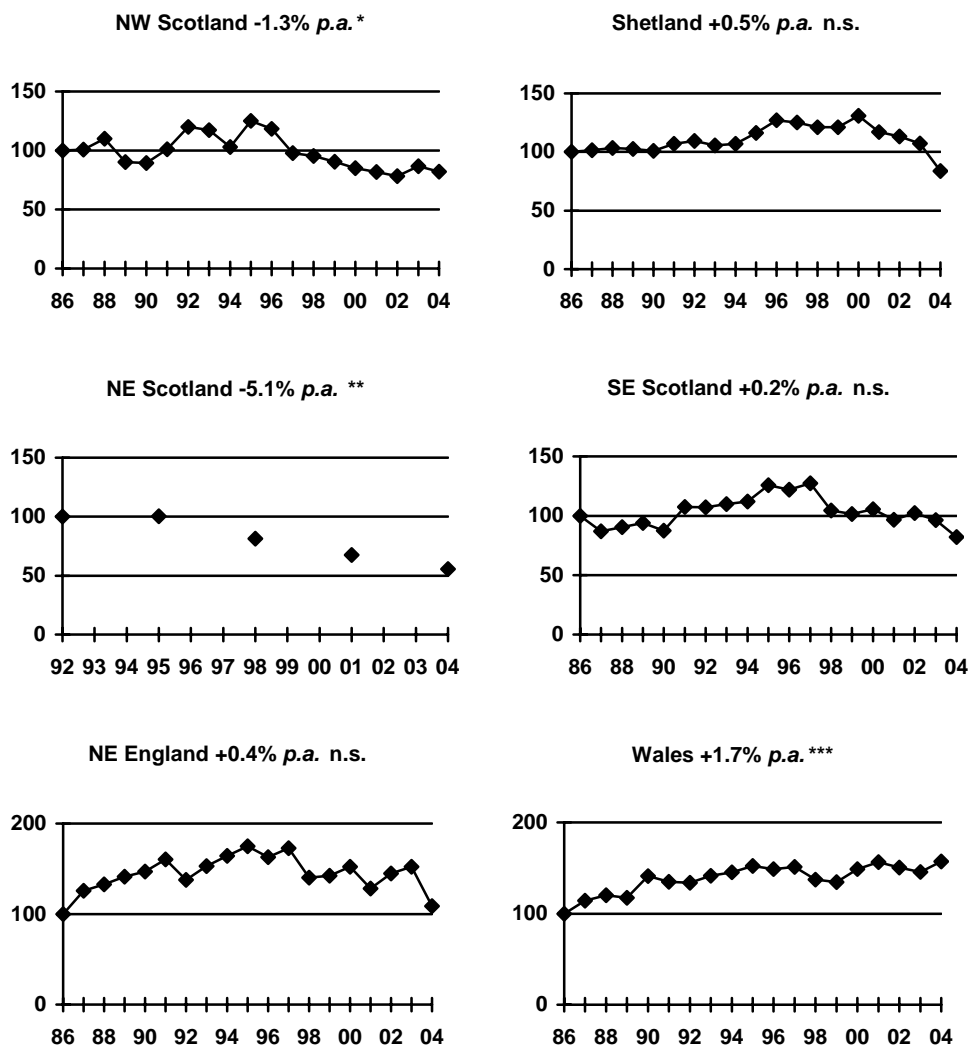 NW Scotland -1.3% p.a. *
150
100
50
0
86 88 90 92 94 96 98 00 02 04
Shetland +0.5% p.a. n.s.
150
100
50
0
86 88 90 92 94 96 98 00 02 04
NE Scotland -5.1% p.a. **
150
100
50
0
92 93 94 95 96 97 98 99 00 01 02 03 04
SE Scotland +0.2% p.a. n.s.
150
100
50
0
86 88 90 92 94 96 98 00 02 04
NE England +0.4% p.a. n.s.
200
100
0
86 88 90 92 94 96 98 00 02 04
Wales +1.7% p.a. ***
200
100
0
86 88 90 92 94 96 98 00 02 04